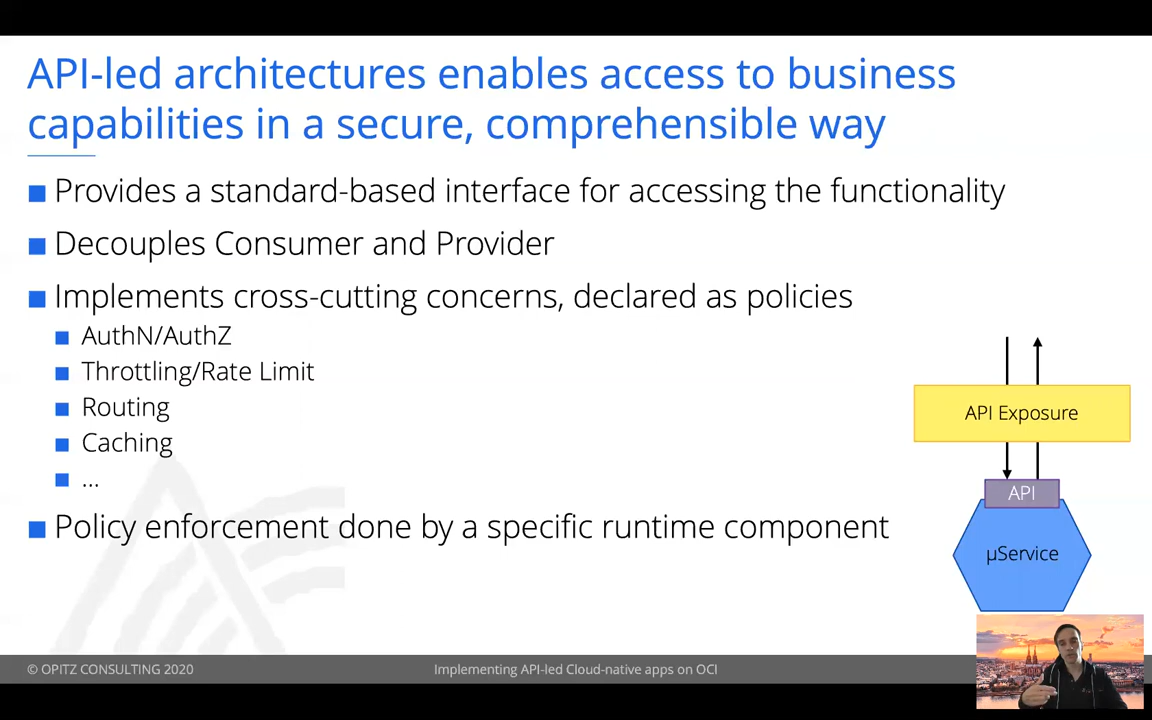 API-led architectures enables access to business
capabilities in a secure, comprehensible way
Provides a standard-based interface for accessing the functionality
Decouples Consumer and Provider
Implements cross-cutting concerns, declared as policies
AuthN/AuthZ
Throttling/Rate Limit
Routing
Caching
...
Policy enforcement done by a specific runtime component
API Exposure
API
µService
© OPITZ CONSULTING 2020
Implementing API-led Cloud-native apps on OCI